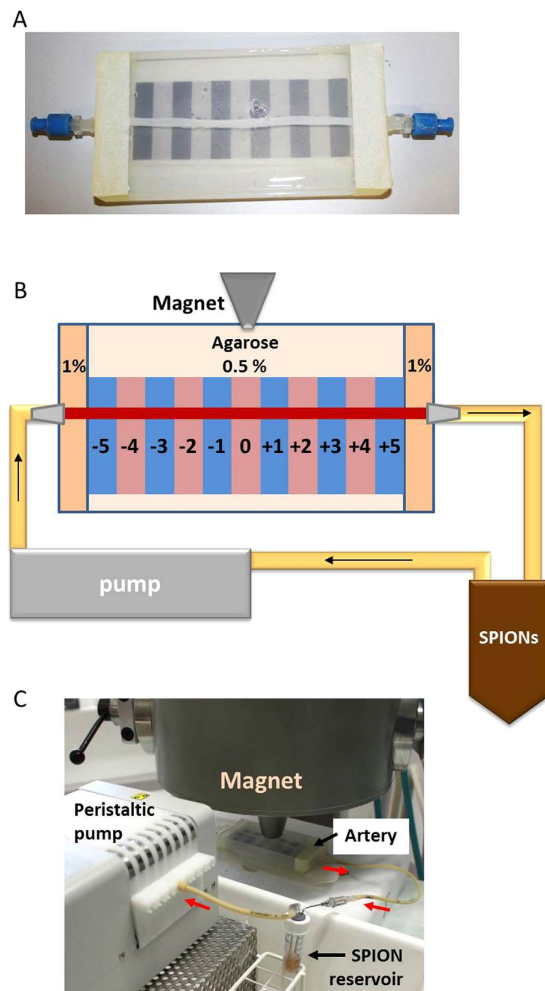 A
B
Magnet
Agarose
0.5 %
1%
1%
-5 -4 -3 -2 -1 0 +1 +2 +3 +4 +5
pump
SPIONs
C
Magnet
Peristaltic
pump
Artery
SPION
reservoir